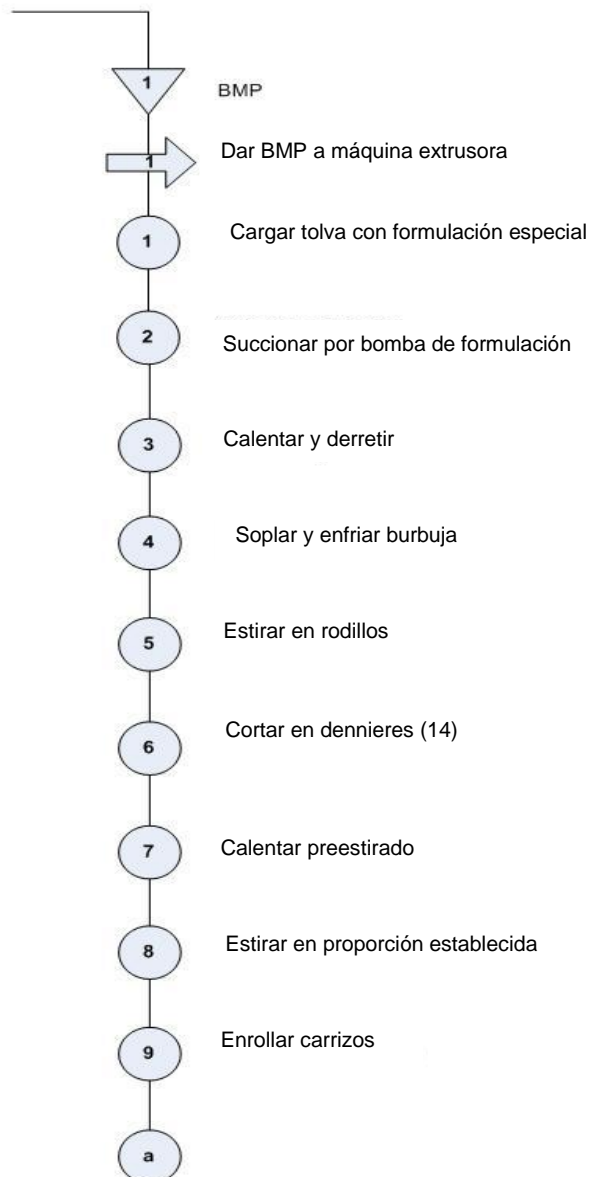 1 BMP
1 Dar BMP a máquina extrusora
1 Cargar tolva con formulación especial
2 Succionar por bomba de formulación
3 Calentar y derretir
4 Soplar y enfriar burbuja
5 Estirar en rodillos
6 Cortar en dennieres (14)
7 Calentar preestirado
8 Estirar en proporción establecida
9 Enrollar carrizos
a